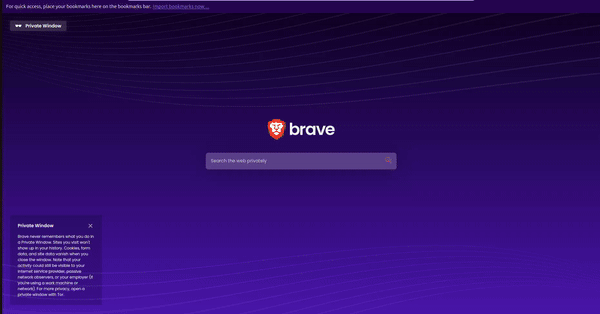 For quick access, place your bookmarks here on the bookmarks bar. Import bookmarks now...
Private Window
brave
Search the web privately
Private Window
Brave never remembers what you do in
a Private Window. Sites you visit won't
show up in your history. Cookies, form
data, and site data vanish when you
close the window. Note that your
activity could still be visible to your
internet service provider, passive
network observers, or your employer (if
you're using a work machine or
network). For more privacy, open a
private window with Tor.